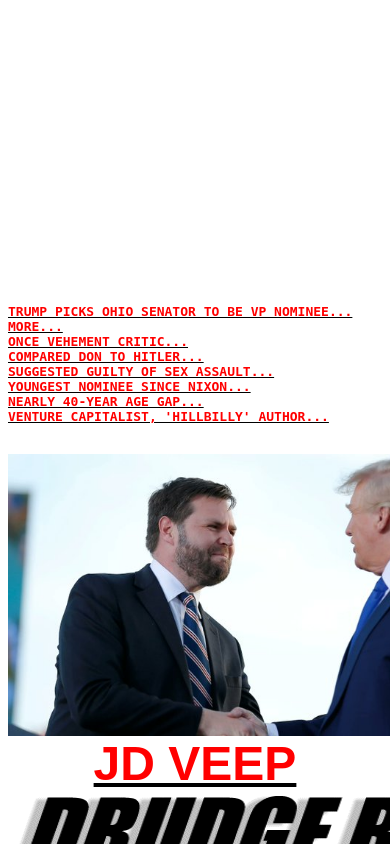 TRUMP PICKS OHIO SENATOR TO BE VP NOMINEE...
MORE...
ONCE VEHEMENT CRITIC...
COMPARED DON TO HITLER...
SUGGESTED GUILTY OF SEX ASSAULT...
YOUNGEST NOMINEE SINCE NIXON...
NEARLY 40-YEAR AGE GAP...
VENTURE CAPITALIST, 'HILLBILLY' AUTHOR...
JD VEEP
DRUDGE